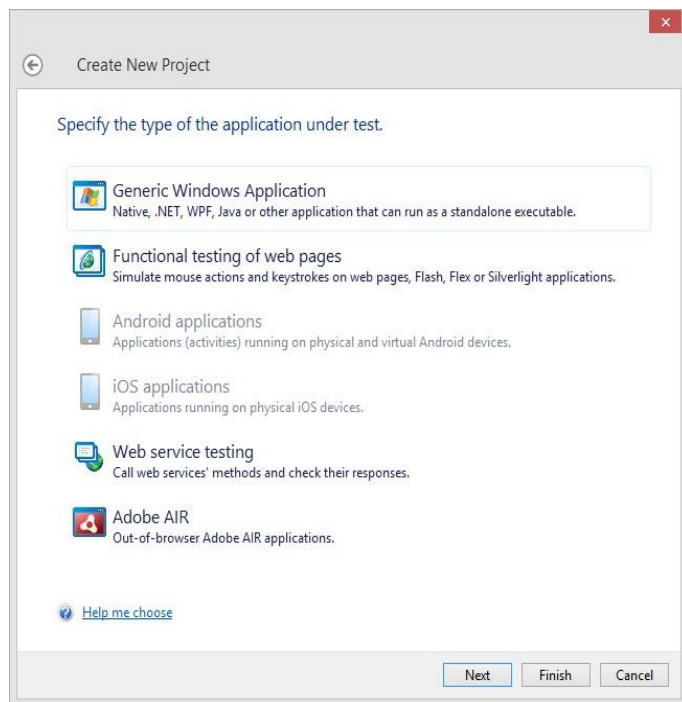 Create New Project
Specify the type of the application under test.
Generic Windows Application
Native, .NET, WPF, Java or other application that can run as a standalone executable.
Functional testing of web pages
Simulate mouse actions and keystrokes on web pages, Flash, Flex or Silverlight applications.
Android applications
Applications (activities) running on physical and virtual Android devices.
iOS applications
Applications running on physical iOS devices.
Web service testing
Call web services' methods and check their responses.
Adobe AIR
Out-of-browser Adobe AIR applications.
Help me choose
Next Finish Cancel